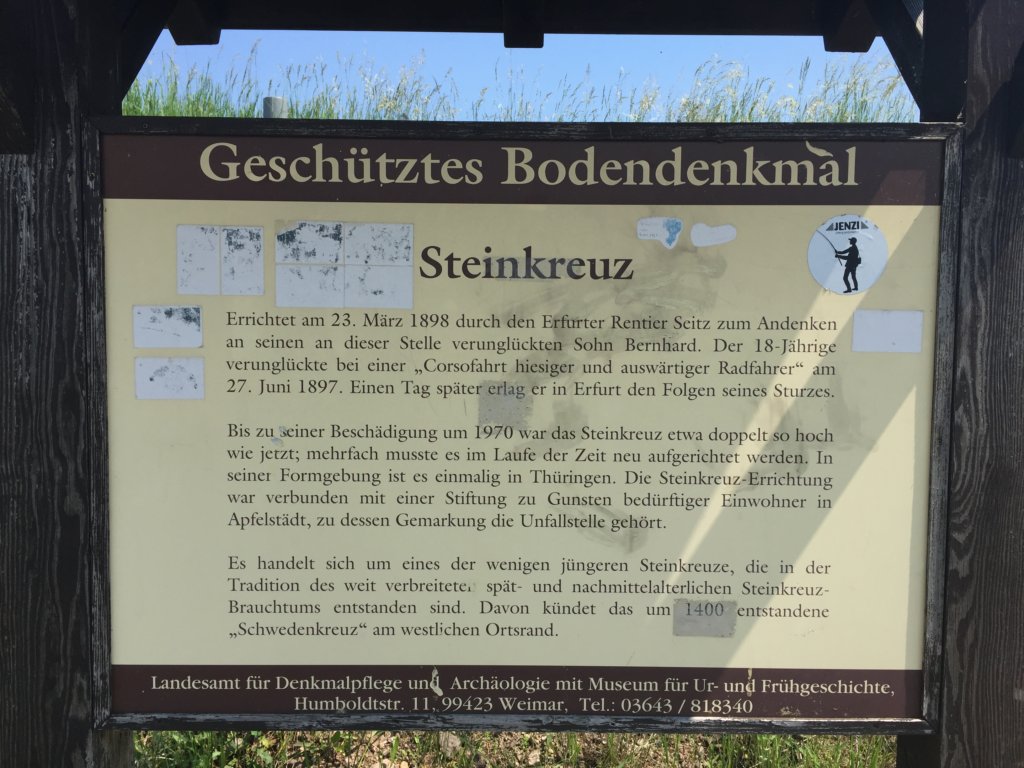 Geschütztes Bodendenkmal
JENZI
Steinkreuz
Errichtet am 23. März 1898 durch den Erfurter Rentier Seitz zum Andenken
an seinen an dieser Stelle verunglückten Sohn Bernhard. Der 18-Jährige
verunglückte bei einer „Corsofahrt hiesiger und auswärtiger Radfahrer“ am
27. Juni 1897. Einen Tag später erlag er in Erfurt den Folgen seines Sturzes.
Bis zu seiner Beschädigung um 1970 war das Steinkreuz etwa doppelt so hoch
wie jetzt; mehrfach musste es im Laufe der Zeit neu aufgerichtet werden. In
seiner Formgebung ist es einmalig in Thüringen. Die Steinkreuz-Errichtung
war verbunden mit einer Stiftung zu Gunsten bedürftiger Einwohner in
Apfelstädt, zu dessen Gemarkung die Unfallstelle gehört.
Es handelt sich um eines der wenigen jüngeren Steinkreuze, die in der
Tradition des weit verbreiteten spät- und nachmittelalterlichen Steinkreuz-
Brauchtums entstanden sind. Davon kündet das um 1400 entstandene
„Schwedenkreuz“ am westlichen Ortsrand.
Landesamt für Denkmalpflege und Archäologie mit Museum für Ur- und Frühgeschichte,
Humboldtstr. 11, 99423 Weimar, Tel.: 03643 / 818340